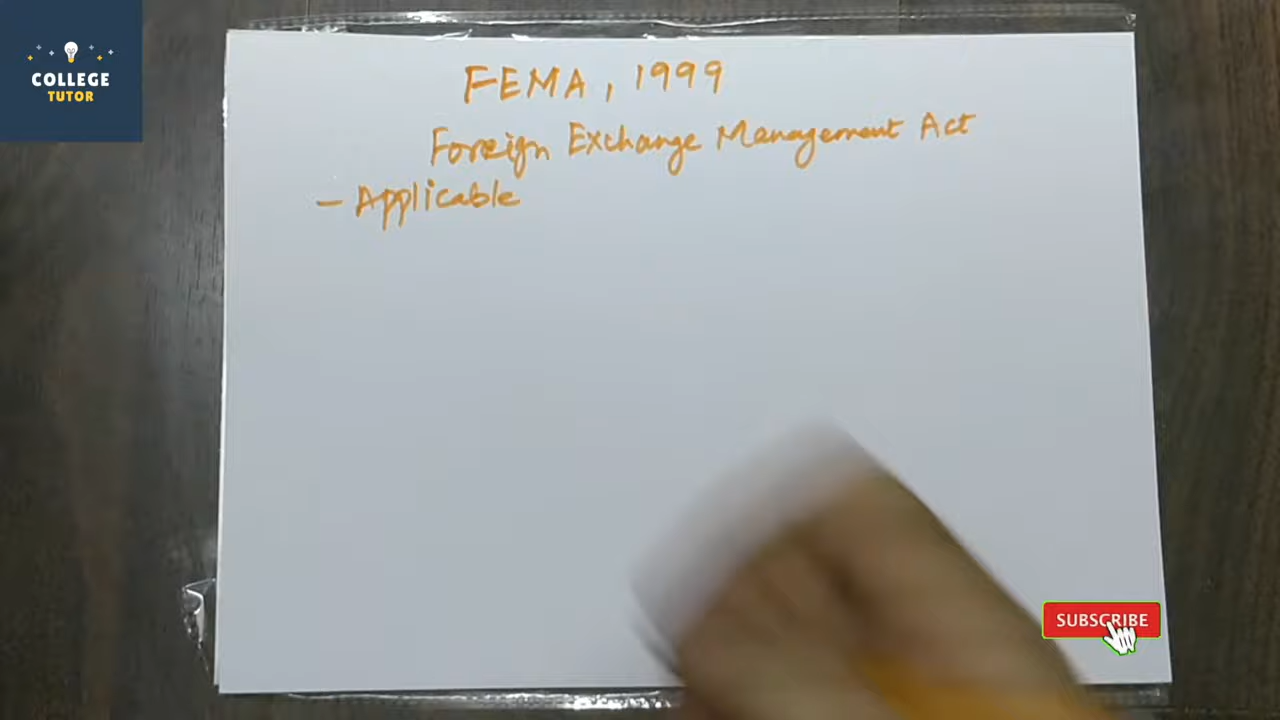 COLLEGE
TUTOR
FEMA, 1999
Foreign Exchange Management Act
- Applicable
SUBSCRIBE